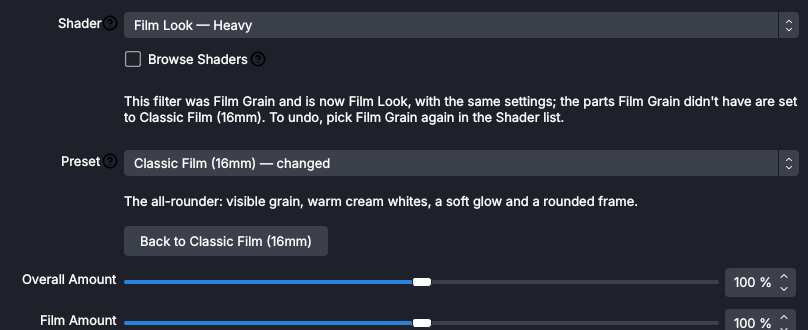 Shader
Film Look — Heavy
Browse Shaders
This filter was Film Grain and is now Film Look, with the same settings; the parts Film Grain didn't have are set
to Classic Film (16mm). To undo, pick Film Grain again in the Shader list.
Preset
Classic Film (16mm) — changed
The all-rounder: visible grain, warm cream whites, a soft glow and a rounded frame.
Back to Classic Film (16mm)
Overall Amount
100 %
Film Amount
100 %